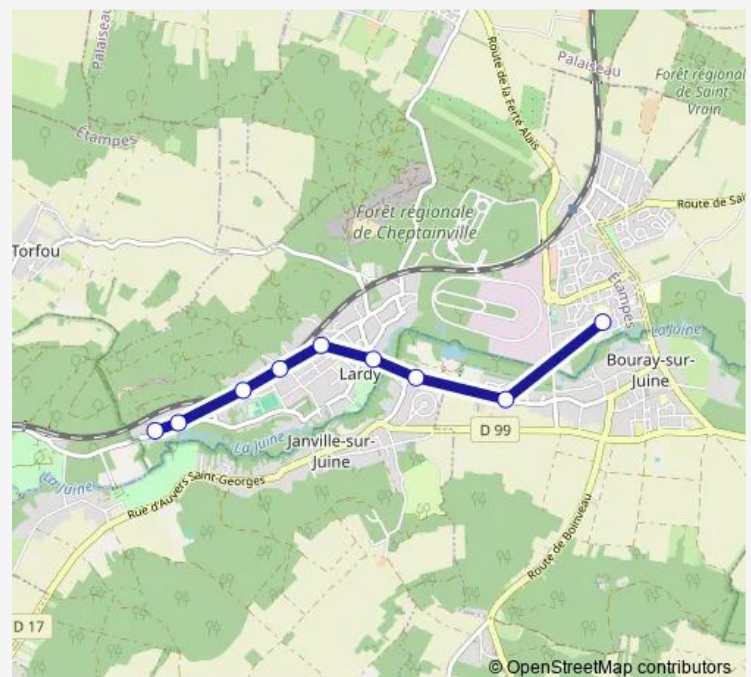 Palaiseau
Étampes
Route de la Ferté Alais
Palaiseau
Forêt régionale
de Saint
Vrain
Route de Sai
Torfou
Forêt régionale
de Cheptainville
Étampes
La Juine
Bouray-sur-
Juine
Lardy
D 99
La Juine
Janville-sur-
Juine
La Juine
Rue d'Auvers Saint-Georges
Route de Boinveau
D 17
© OpenStreetMap contributors